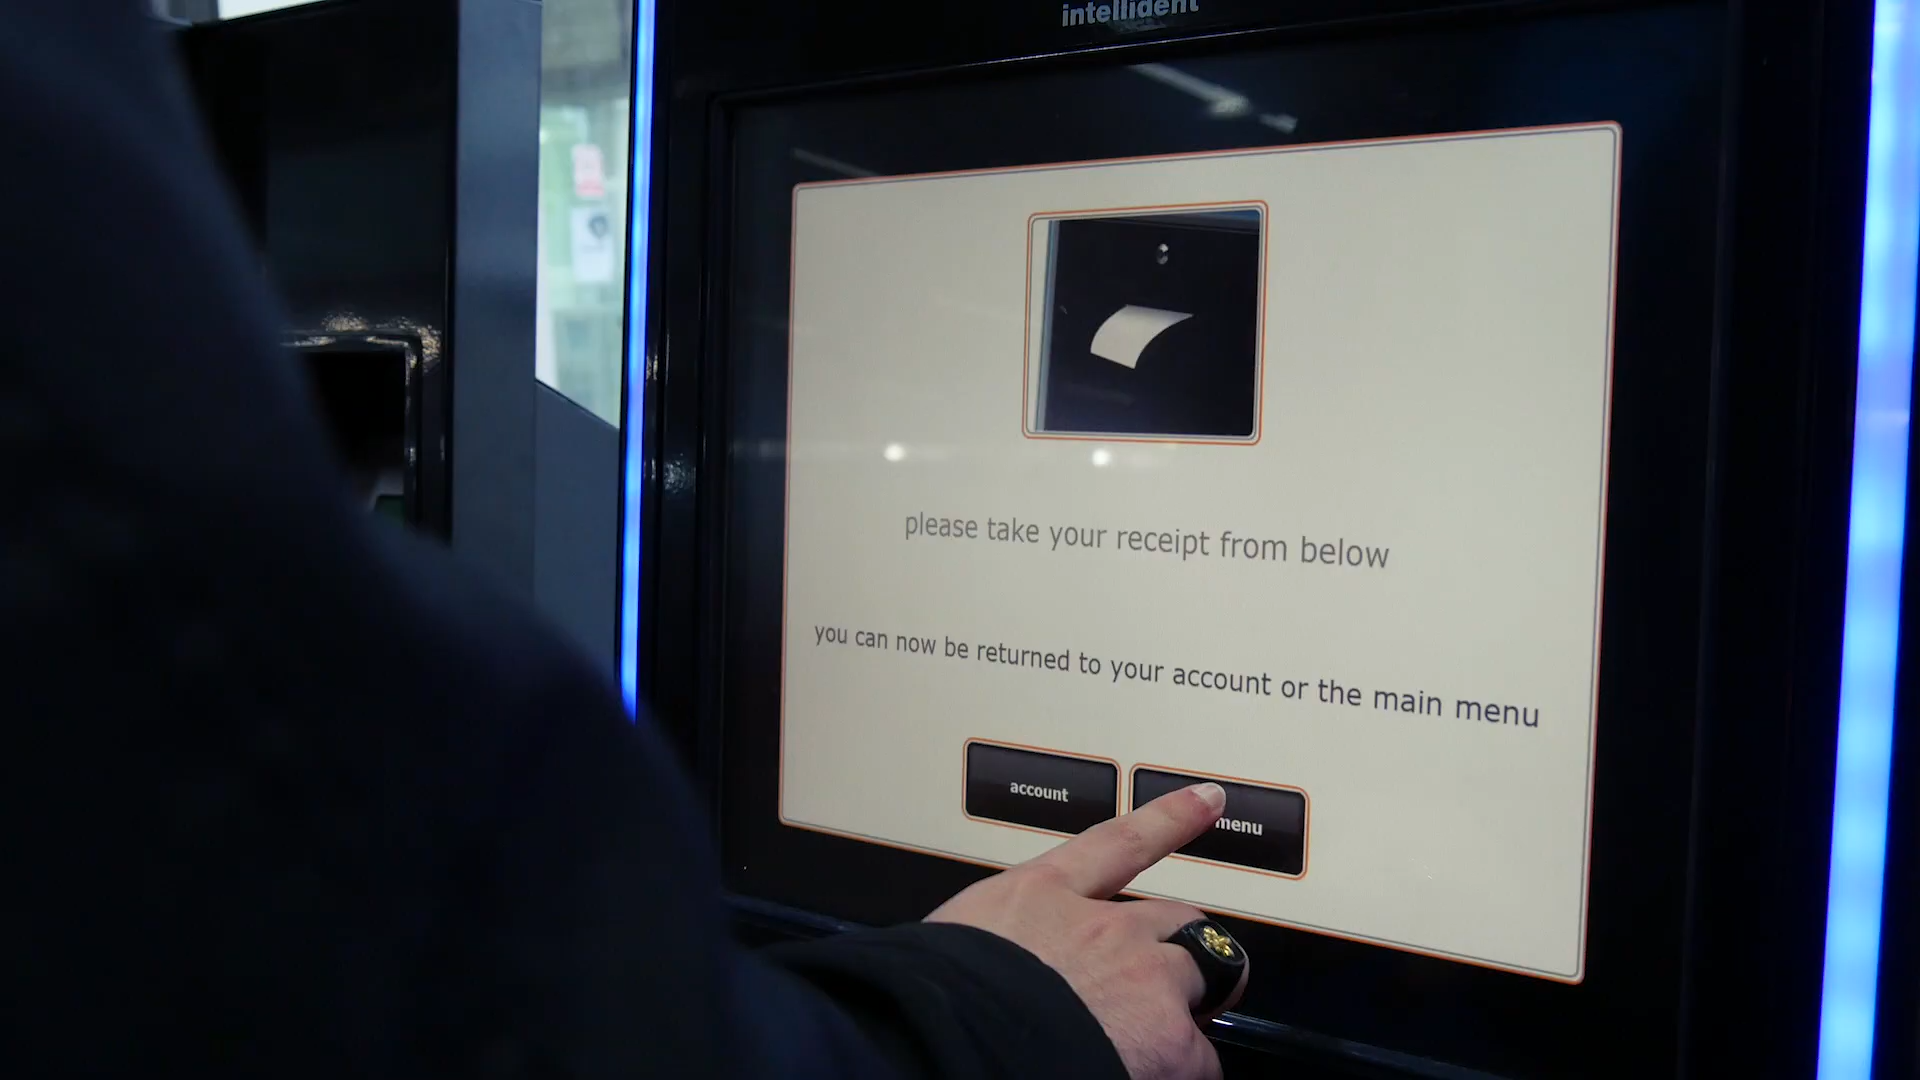 intellident
please take your receipt from below
you can now be returned to your account or the main menu
account
menu